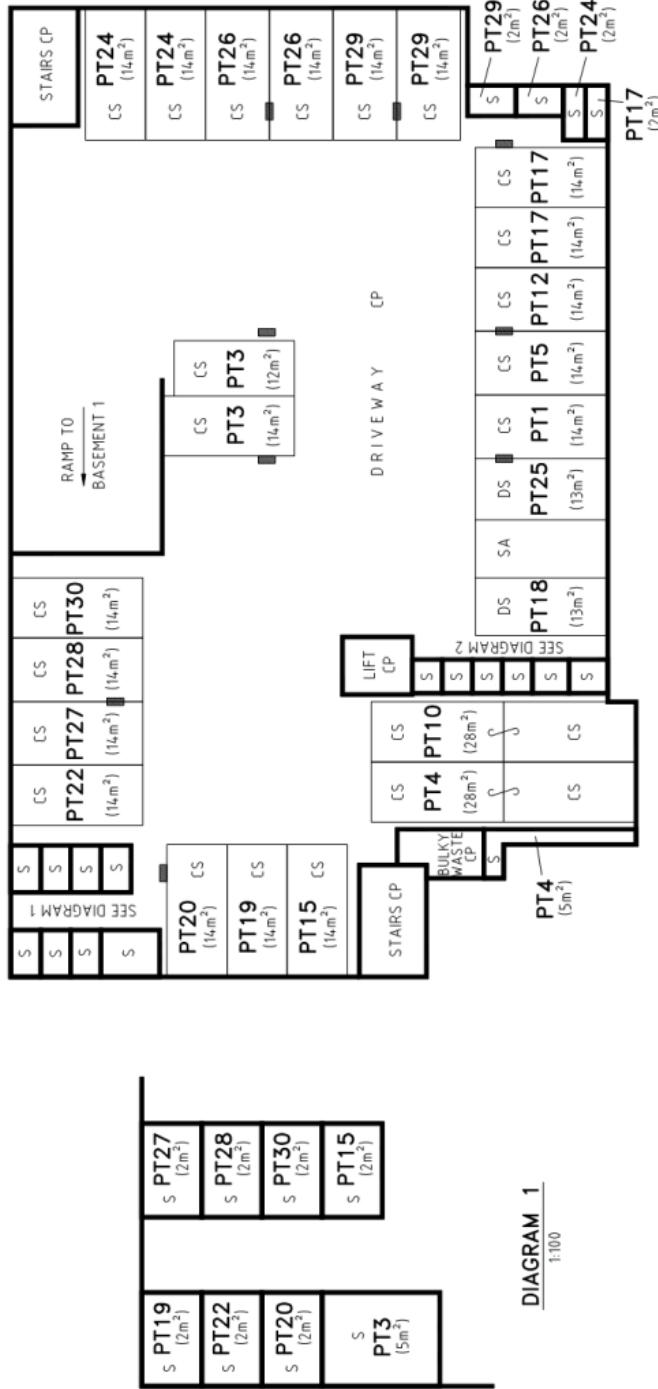 STAIRS CP
CS
PT24
(14m²)
CS
PT24
(14m²)
CS
PT26
(14m²)
CS
PT26
(14m²)
CS
PT29
(14m²)
CS
PT29
(14m²)
PT29
(2m²)
PT26
(2m²)
PT24
(2m²)
S
S
S
S
PT17
(2m²)
CS
PT17
(14m²)
CS
PT17
(14m²)
CS
PT12
(14m²)
CS
PT5
(14m²)
CS
PT1
(14m²)
DS
PT25
(13m²)
SA
DS
PT18
(13m²)
RAMP TO
BASEMENT 1
CS
PT3
(12m²)
CS
PT3
(14m²)
DRIVEWAY CP
CS
PT30
(14m²)
CS
PT28
(14m²)
CS
PT27
(14m²)
CS
PT22
(14m²)
LIFT
CP
SEE DIAGRAM 2
S
S
S
S
S
S
CS
PT10
(28m²)
CS
CS
PT4
(28m²)
CS
BULKY
WASTE
CP
S
PT4
(5m²)
S
S
S
S
SEE DIAGRAM 1
S
S
S
S
PT20
(14m²)
CS
PT19
(14m²)
CS
PT15
(14m²)
CS
STAIRS CP
S
PT27
(2m²)
S
PT28
(2m²)
S
PT30
(2m²)
S
PT15
(2m²)
S
PT19
(2m²)
S
PT22
(2m²)
S
PT20
(2m²)
S
PT3
(5m²)
DIAGRAM 1
1:100